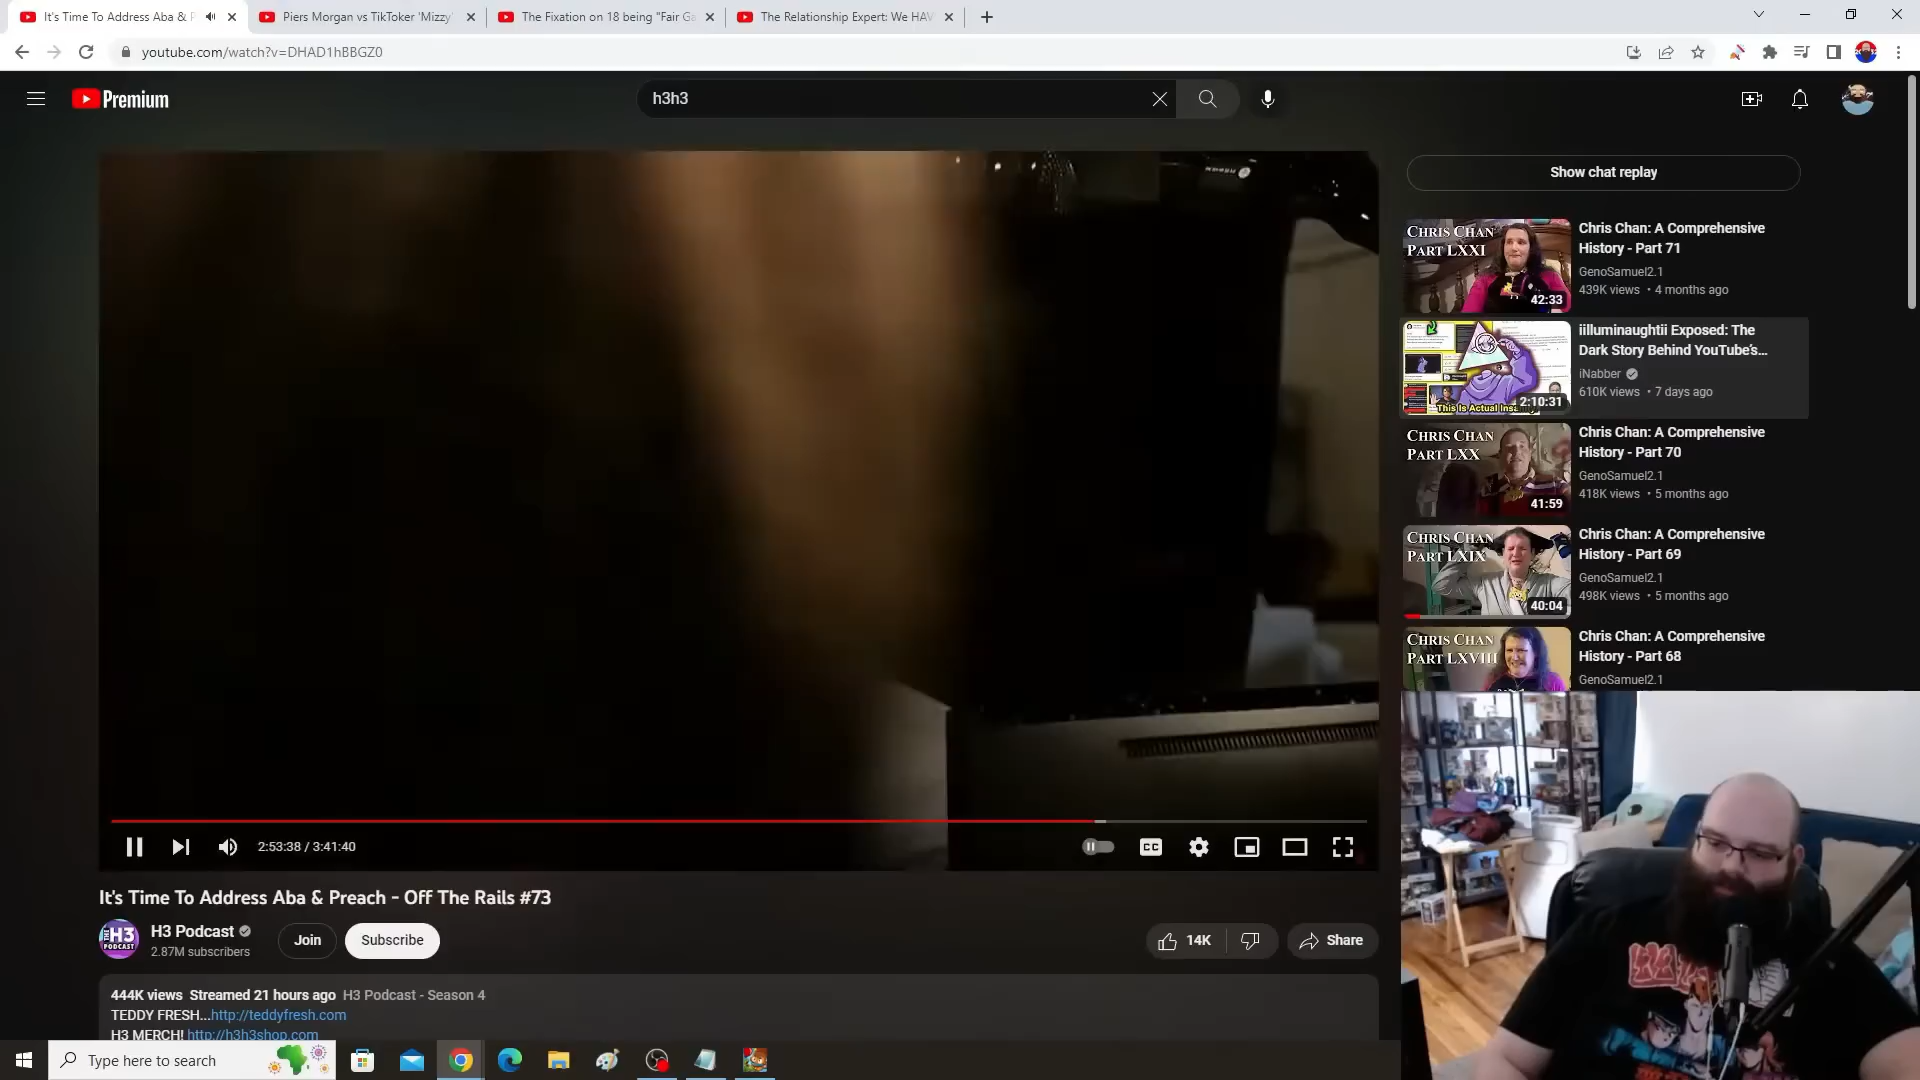 It's Time To Address Aba & P
Piers Morgan vs TikToker 'Mizzy'
The Fixation on 18 being "Fair Ga
The Relationship Expert: We HAV
youtube.com/watch?v=DHAD1hBBGZ0
Premium
h3h3
Show chat replay
CHRIS CHAN
PART LXXI
42:33
Chris Chan: A Comprehensive
History - Part 71
GenoSamuel2.1
439K views • 4 months ago
This Is Actual Insa
2:10:31
iilluminaughtii Exposed: The
Dark Story Behind YouTube's...
iNabber
610K views • 7 days ago
CHRIS CHAN
PART LXX
41:59
Chris Chan: A Comprehensive
History - Part 70
GenoSamuel2.1
418K views • 5 months ago
CHRIS CHAN
PART LXIX
40:04
Chris Chan: A Comprehensive
History - Part 69
GenoSamuel2.1
498K views • 5 months ago
CHRIS CHAN
PART LXVIII
Chris Chan: A Comprehensive
History - Part 68
GenoSamuel2.1
2:53:38 / 3:41:40
CC
It's Time To Address Aba & Preach - Off The Rails #73
THE H3 PODCAST
H3 Podcast
2.87M subscribers
Join
Subscribe
14K
Share
444K views Streamed 21 hours ago H3 Podcast - Season 4
TEDDY FRESH...http://teddyfresh.com
H3 MERCH! http://h3h3shop.com
Type here to search